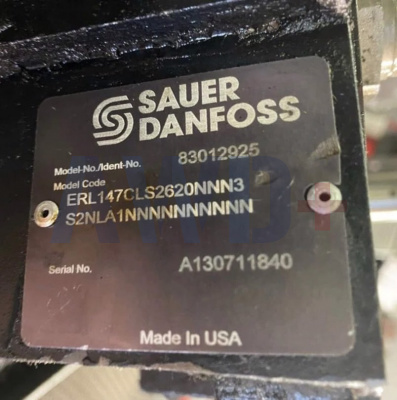 SAUER
DANFOSS
Model-No./Ident-No. 83012925
Model Code
ERL147CLS2620NNN3
S2NLA1NNNNNNNNNN
Serial No. A130711840
Made In USA